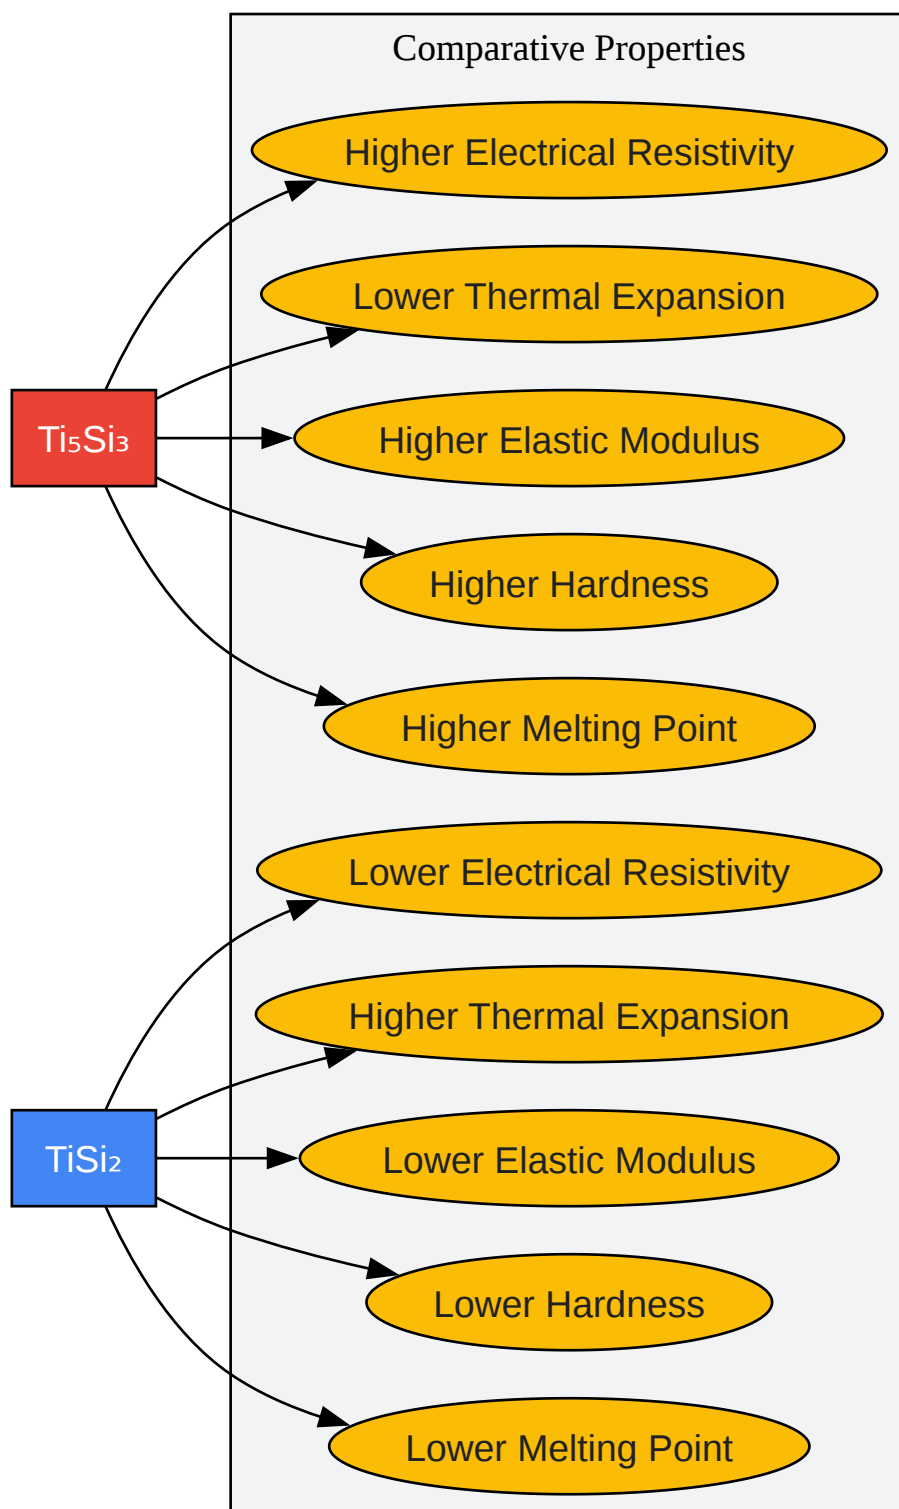 Comparative Properties
Higher Electrical Resistivity
Lower Thermal Expansion
Ti₅Si₃
Higher Elastic Modulus
Higher Hardness
Higher Melting Point
Lower Electrical Resistivity
Higher Thermal Expansion
TiSi₂
Lower Elastic Modulus
Lower Hardness
Lower Melting Point